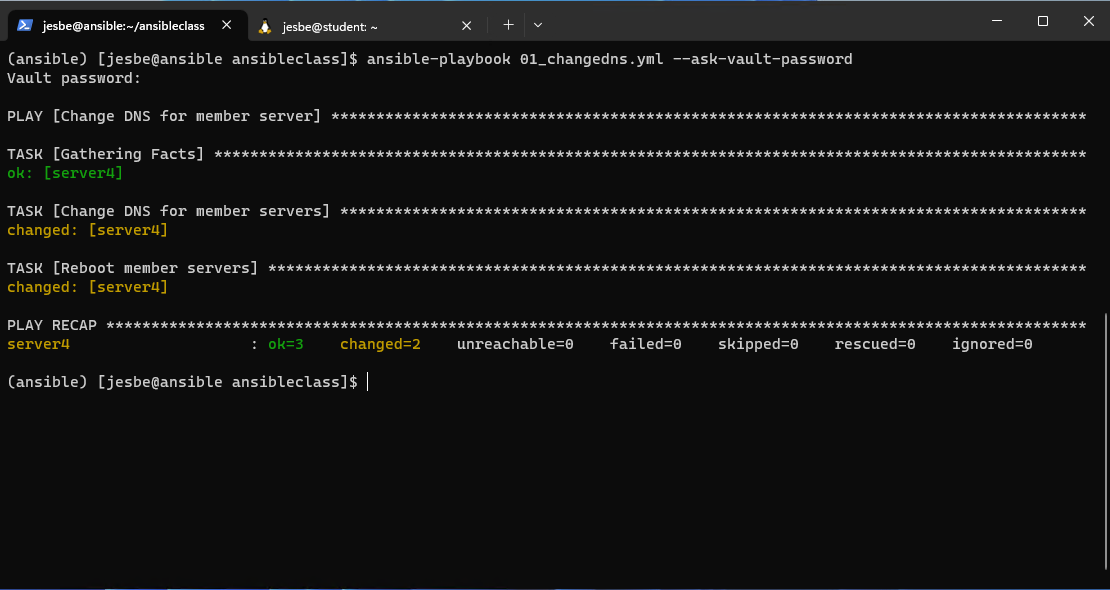 jesbe@ansible:~/ansibleclass
jesbe@student: ~
(ansible) [jesbe@ansible ansibleclass]$ ansible-playbook 01_changedns.yml --ask-vault-password
Vault password:
PLAY [Change DNS for member server] ************************************************************************************
TASK [Gathering Facts] *************************************************************************************************
ok: [server4]
TASK [Change DNS for member servers] ***********************************************************************************
changed: [server4]
TASK [Reboot member servers] *******************************************************************************************
changed: [server4]
PLAY RECAP *************************************************************************************************************
server4                    : ok=3    changed=2    unreachable=0    failed=0    skipped=0    rescued=0    ignored=0
(ansible) [jesbe@ansible ansibleclass]$